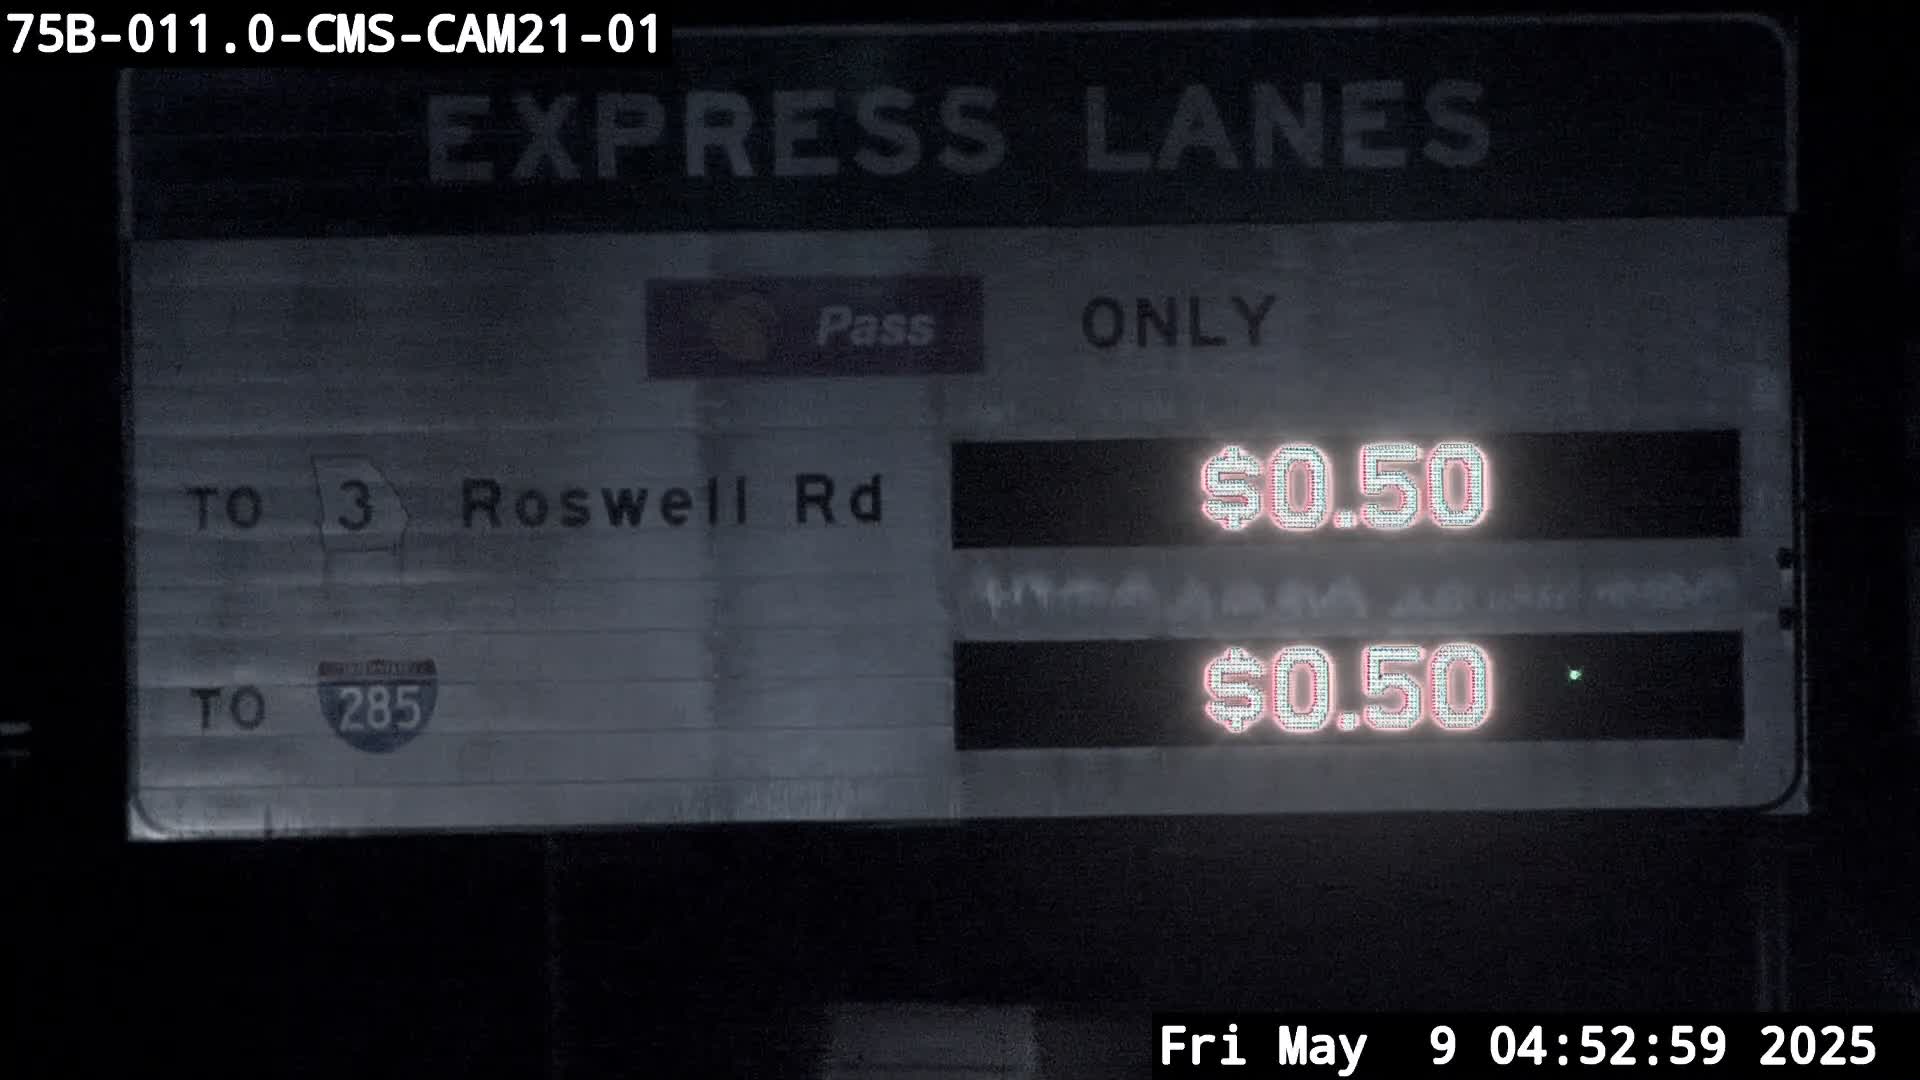 75B-011.0-CMS-CAM21-01
EXPRESS LANES
Pass ONLY
TO 3 Roswell Rd $0.50
TO 285 $0.50
Fri May 9 04:52:59 2025